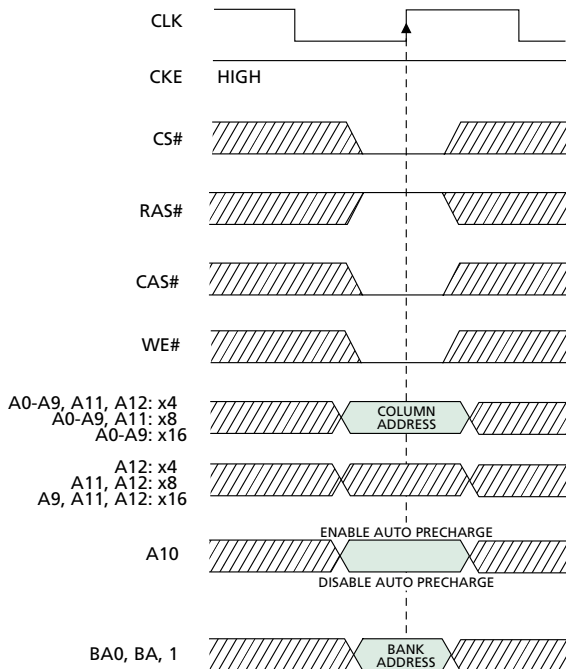 CLK
CKE HIGH
CS#
RAS#
CAS#
WE#
A0-A9, A11, A12: x4
A0-A9, A11: x8
A0-A9: x16
COLUMN
ADDRESS
A12: x4
A11, A12: x8
A9, A11, A12: x16
ENABLE AUTO PRECHARGE
A10
DISABLE AUTO PRECHARGE
BA0, BA, 1
BANK
ADDRESS